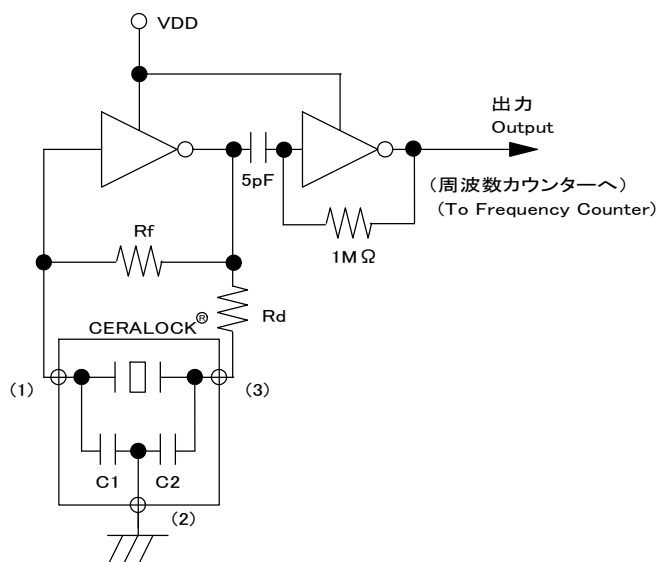 VDD
出力
Output
5pF
(周波数カウンターへ)
(To Frequency Counter)
Rf
1MΩ
Rd
CERALOCK®
(1)
(3)
C1
C2
(2)